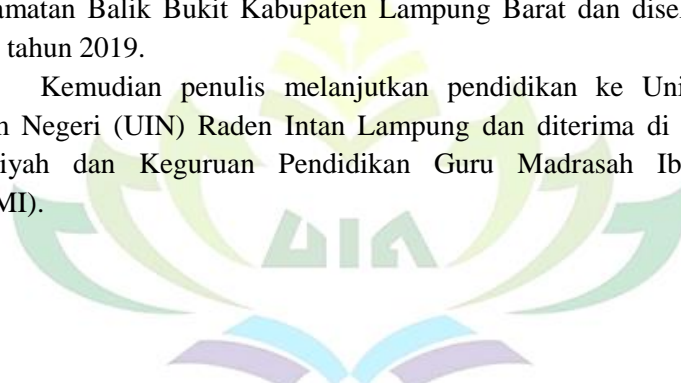 amatan Balik Bukit Kabupaten Lampung Barat dan dise
tahun 2019.
Kemudian penulis melanjutkan pendidikan ke Uni
Negeri (UIN) Raden Intan Lampung dan diterima di
iyah dan Keguruan Pendidikan Guru Madrasah Ib
MI).
UIN